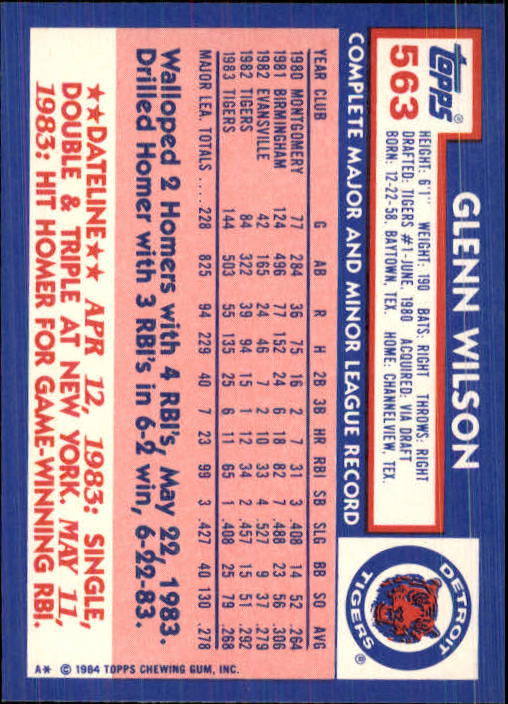 topps
563
GLENN WILSON
HEIGHT: 6'1" WEIGHT: 190 BATS: RIGHT THROWS: RIGHT
DRAFTED: TIGERS #1-JUNE, 1980 ACQUIRED: VIA DRAFT
BORN: 12-22-58, BAYTOWN, TEX. HOME: CHANNELVIEW, TEX.
DETROIT TIGERS ®
COMPLETE MAJOR AND MINOR LEAGUE RECORD
YEAR CLUB G AB R H 2B 3B HR RBI SB SLG BB SO AVG
1980 MONTGOMERY 77 284 36 75 16 2 7 31 3 .408 14 52 .264
1981 BIRMINGHAM 124 496 77 152 24 6 18 82 7 .488 23 56 .306
1982 EVANSVILLE 42 165 24 46 7 2 10 33 4 .527 9 37 .279
1982 TIGERS 84 322 39 94 15 1 12 34 2 .457 15 51 .292
1983 TIGERS 144 503 55 135 25 6 11 65 1 .408 25 79 .268
MAJOR LEA. TOTALS ..... 228 825 94 229 40 7 23 99 3 .427 40 130 .278
Walloped 2 Homers with 4 RBI's, May 22, 1983.
Drilled Homer with 3 RBI's in 6-2 win, 6-22-83.
★★DATELINE★★ APR 12, 1983: SINGLE,
DOUBLE & TRIPLE AT NEW YORK. MAY 11,
1983: HIT HOMER FOR GAME-WINNING RBI.
A* © 1984 TOPPS CHEWING GUM, INC.